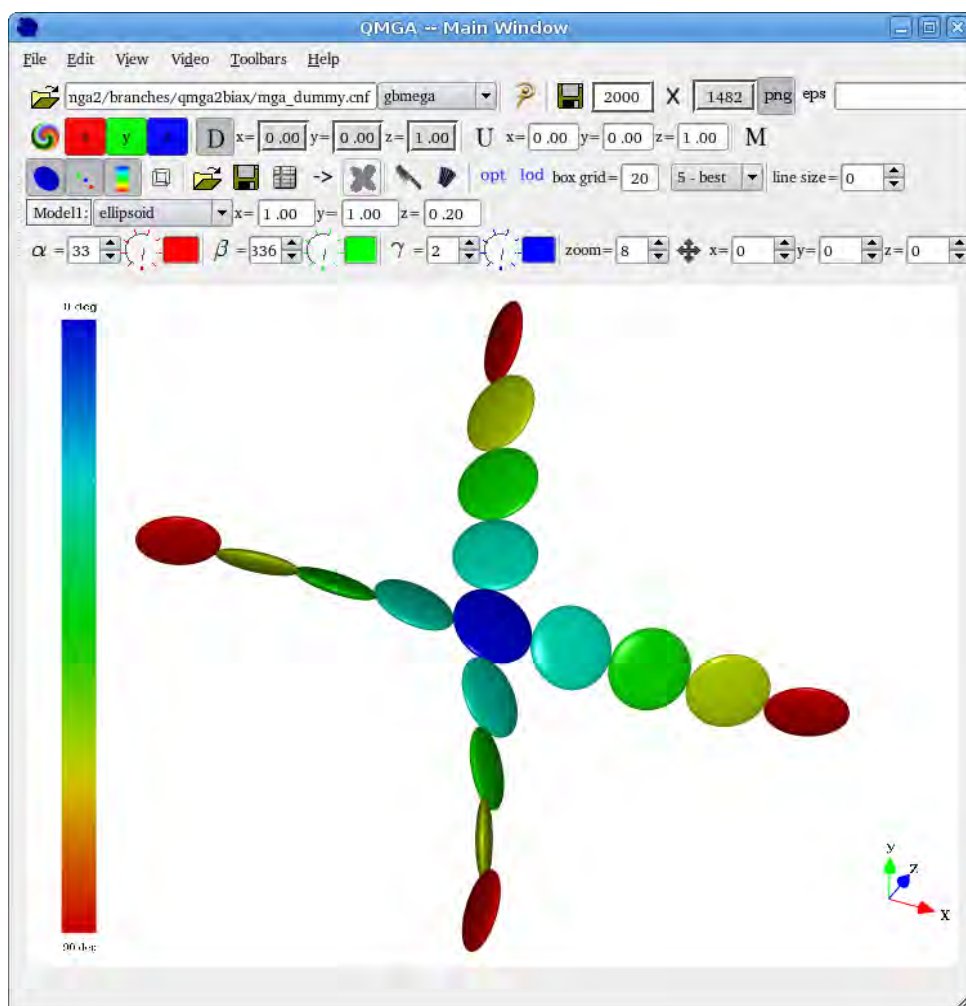 QMGA -- Main Window
File Edit View Video Toolbars Help
nga2/branches/qmga2biax/mga_dummy.cnf gbmega 2000 X 1482 png eps
y D x= 0.00 y= 0.00 z= 1.00 U x= 0.00 y= 0.00 z= 1.00 M
-> opt lod box grid= 20 5 - best line size= 0
Model1: ellipsoid x= 1.00 y= 1.00 z= 0.20
α = 33 β = 336 γ = 2 zoom= 8 x= 0 y= 0 z= 0
0 deg
y
z
x
90 deg